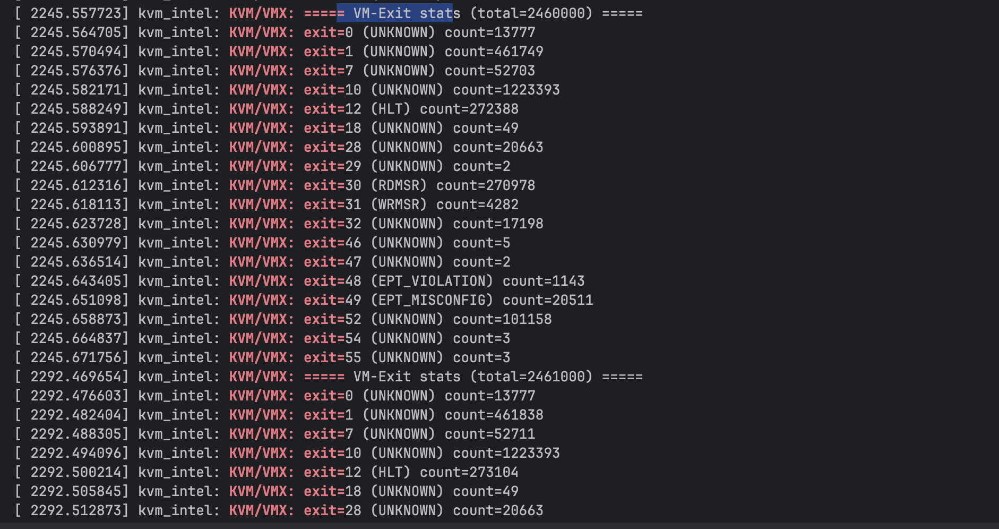 [ 2245.557723] kvm_intel: KVM/VMX: ===== VM-Exit stats (total=2460000) =====
[ 2245.564705] kvm_intel: KVM/VMX: exit=0 (UNKNOWN) count=13777
[ 2245.570494] kvm_intel: KVM/VMX: exit=1 (UNKNOWN) count=461749
[ 2245.576376] kvm_intel: KVM/VMX: exit=7 (UNKNOWN) count=52703
[ 2245.582171] kvm_intel: KVM/VMX: exit=10 (UNKNOWN) count=1223393
[ 2245.588249] kvm_intel: KVM/VMX: exit=12 (HLT) count=272388
[ 2245.593891] kvm_intel: KVM/VMX: exit=18 (UNKNOWN) count=49
[ 2245.600895] kvm_intel: KVM/VMX: exit=28 (UNKNOWN) count=20663
[ 2245.606777] kvm_intel: KVM/VMX: exit=29 (UNKNOWN) count=2
[ 2245.612316] kvm_intel: KVM/VMX: exit=30 (RDMSR) count=270978
[ 2245.618113] kvm_intel: KVM/VMX: exit=31 (WRMSR) count=4282
[ 2245.623728] kvm_intel: KVM/VMX: exit=32 (UNKNOWN) count=17198
[ 2245.630979] kvm_intel: KVM/VMX: exit=46 (UNKNOWN) count=5
[ 2245.636514] kvm_intel: KVM/VMX: exit=47 (UNKNOWN) count=2
[ 2245.643405] kvm_intel: KVM/VMX: exit=48 (EPT_VIOLATION) count=1143
[ 2245.651098] kvm_intel: KVM/VMX: exit=49 (EPT_MISCONFIG) count=20511
[ 2245.658873] kvm_intel: KVM/VMX: exit=52 (UNKNOWN) count=101158
[ 2245.664837] kvm_intel: KVM/VMX: exit=54 (UNKNOWN) count=3
[ 2245.671756] kvm_intel: KVM/VMX: exit=55 (UNKNOWN) count=3
[ 2292.469654] kvm_intel: KVM/VMX: ===== VM-Exit stats (total=2461000) =====
[ 2292.476603] kvm_intel: KVM/VMX: exit=0 (UNKNOWN) count=13777
[ 2292.482404] kvm_intel: KVM/VMX: exit=1 (UNKNOWN) count=461838
[ 2292.488305] kvm_intel: KVM/VMX: exit=7 (UNKNOWN) count=52711
[ 2292.494096] kvm_intel: KVM/VMX: exit=10 (UNKNOWN) count=1223393
[ 2292.500214] kvm_intel: KVM/VMX: exit=12 (HLT) count=273104
[ 2292.505845] kvm_intel: KVM/VMX: exit=18 (UNKNOWN) count=49
[ 2292.512873] kvm_intel: KVM/VMX: exit=28 (UNKNOWN) count=20663